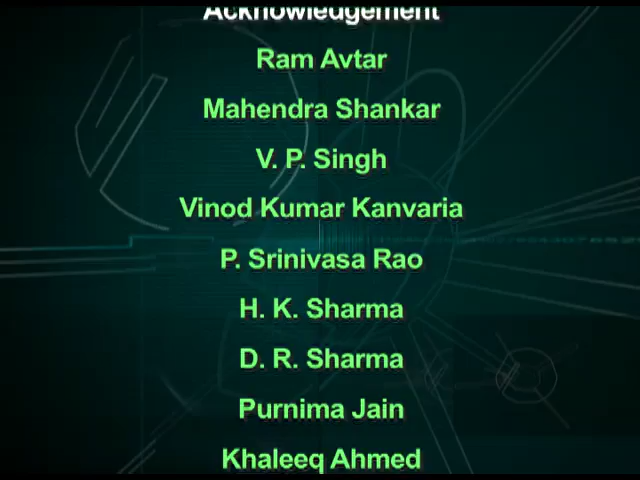 Acknowledgement
Ram Avtar
Mahendra Shankar
V. P. Singh
Vinod Kumar Kanvaria
P. Srinivasa Rao
H. K. Sharma
D. R. Sharma
Purnima Jain
Khaleeq Ahmed